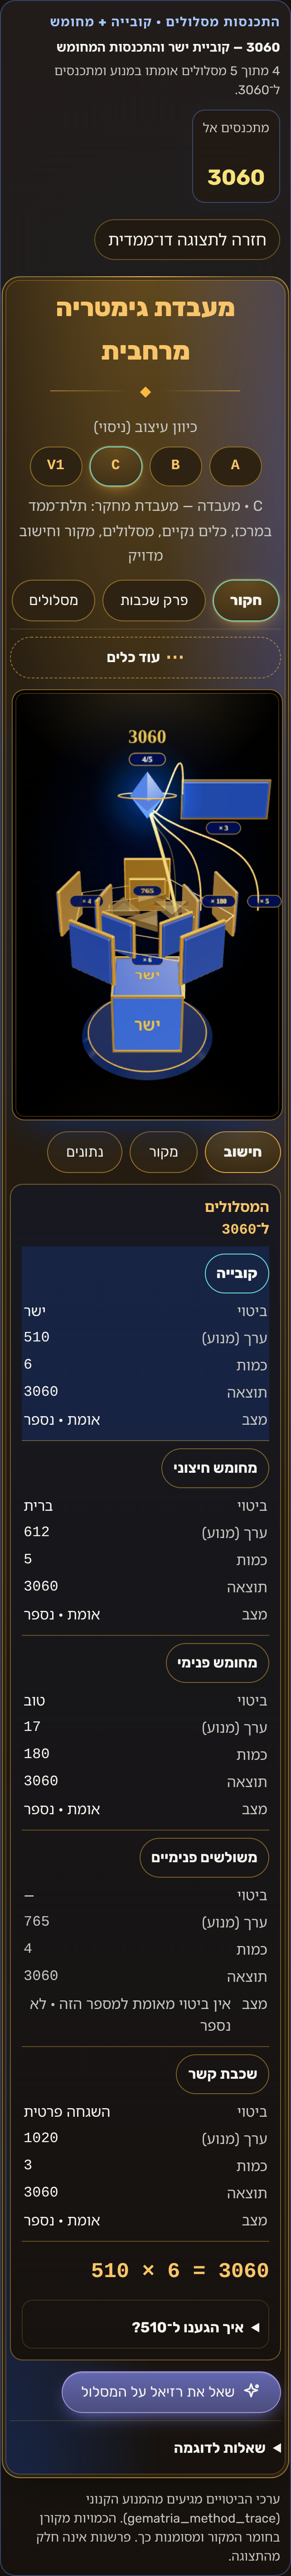 התכנסות מסלולים • קובייה + מחומש
3060 — קוביית ישר והתכנסות המחומש
4 מתוך 5 מסלולים אומתו במנוע ומתכנסים
ל־3060.
מתכנסים אל
3060
חזרה לתצוגה דו־ממדית
מעבדת גימטריה
מרחבית
כיוון עיצוב (ניסוי)
A
B
C
V1
C • מעבדה — מעבדת מחקר: תלת־ממד
במרכז, כלים נקיים, מסלולים, מקור וחישוב
מדויק
חקור
פרק שכבות
מסלולים
••• עוד כלים
3060
4/5
× 3
× 4
765
× 180
× 5
× 6
ישר
ישר
חישוב
מקור
נתונים
המסלולים
ל־3060
קובייה
ביטוי ישר
ערך (מנוע) 510
כמות 6
תוצאה 3060
מצב אומת • נספר
מחומש חיצוני
ביטוי ברית
ערך (מנוע) 612
כמות 5
תוצאה 3060
מצב אומת • נספר
מחומש פנימי
ביטוי טוב
ערך (מנוע) 17
כמות 180
תוצאה 3060
מצב אומת • נספר
משולשים פנימיים
ביטוי —
ערך (מנוע) 765
כמות 4
תוצאה 3060
מצב אין ביטוי מאומת למספר הזה • לא
נספר
שכבת קשר
ביטוי השגחה פרטית
ערך (מנוע) 1020
כמות 3
תוצאה 3060
מצב אומת • נספר
510 × 6 = 3060
◀ איך הגענו ל־510?
שאל את רזיאל על המסלול
◀ שאלות לדוגמה
ערכי הביטויים מגיעים מהמנוע הקנוני
(gematria_method_trace). הכמויות מקורן
בחומר המקור ומסומנות כך. פרשנות אינה חלק
מהתצוגה.